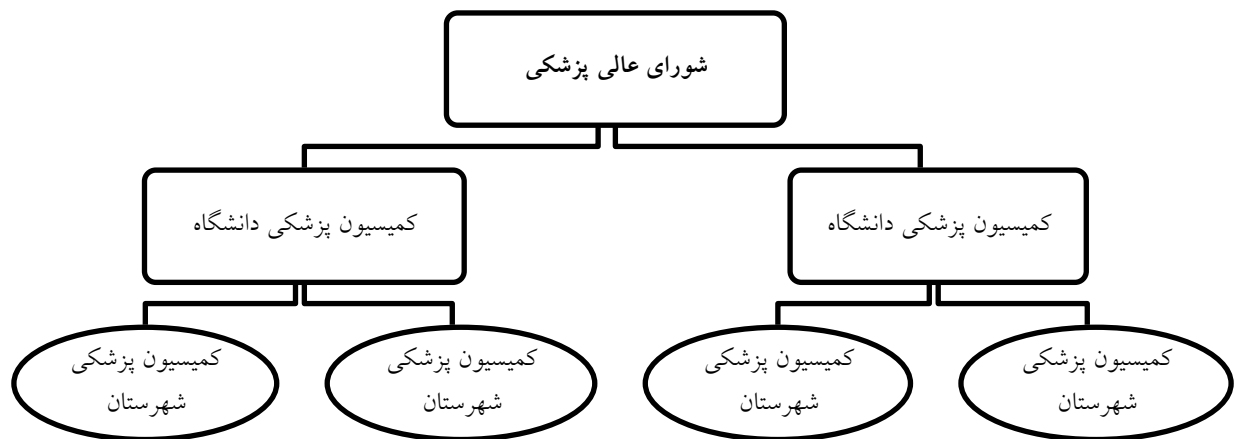 شورای عالی پزشکی
کمیسیون پزشکی دانشگاه
کمیسیون پزشکی دانشگاه
کمیسیون پزشکی
شهرستان
کمیسیون پزشکی
شهرستان
کمیسیون پزشکی
شهرستان
کمیسیون پزشکی
شهرستان